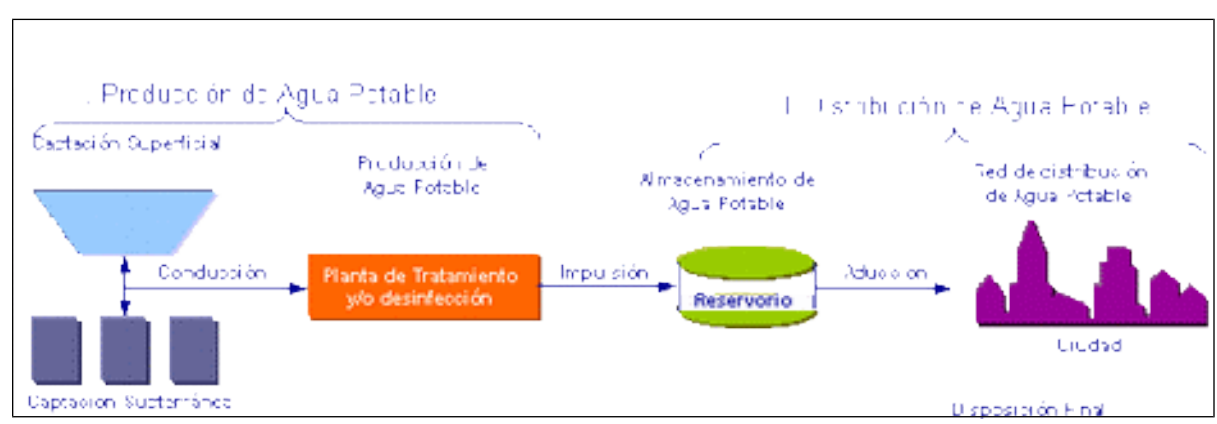 I. Producción de Agua Potable
II. Distribución de Agua Potable
Captación Superficial
Producción de
Agua Potable
Almacenamiento de
Agua Potable
Red de distribución
de Agua Potable
Conducción
Planta de Tratamiento
y/o desinfección
Impulsión
Reservorio
Aducción
Ciudad
Captación Subterránea
Disposición Final